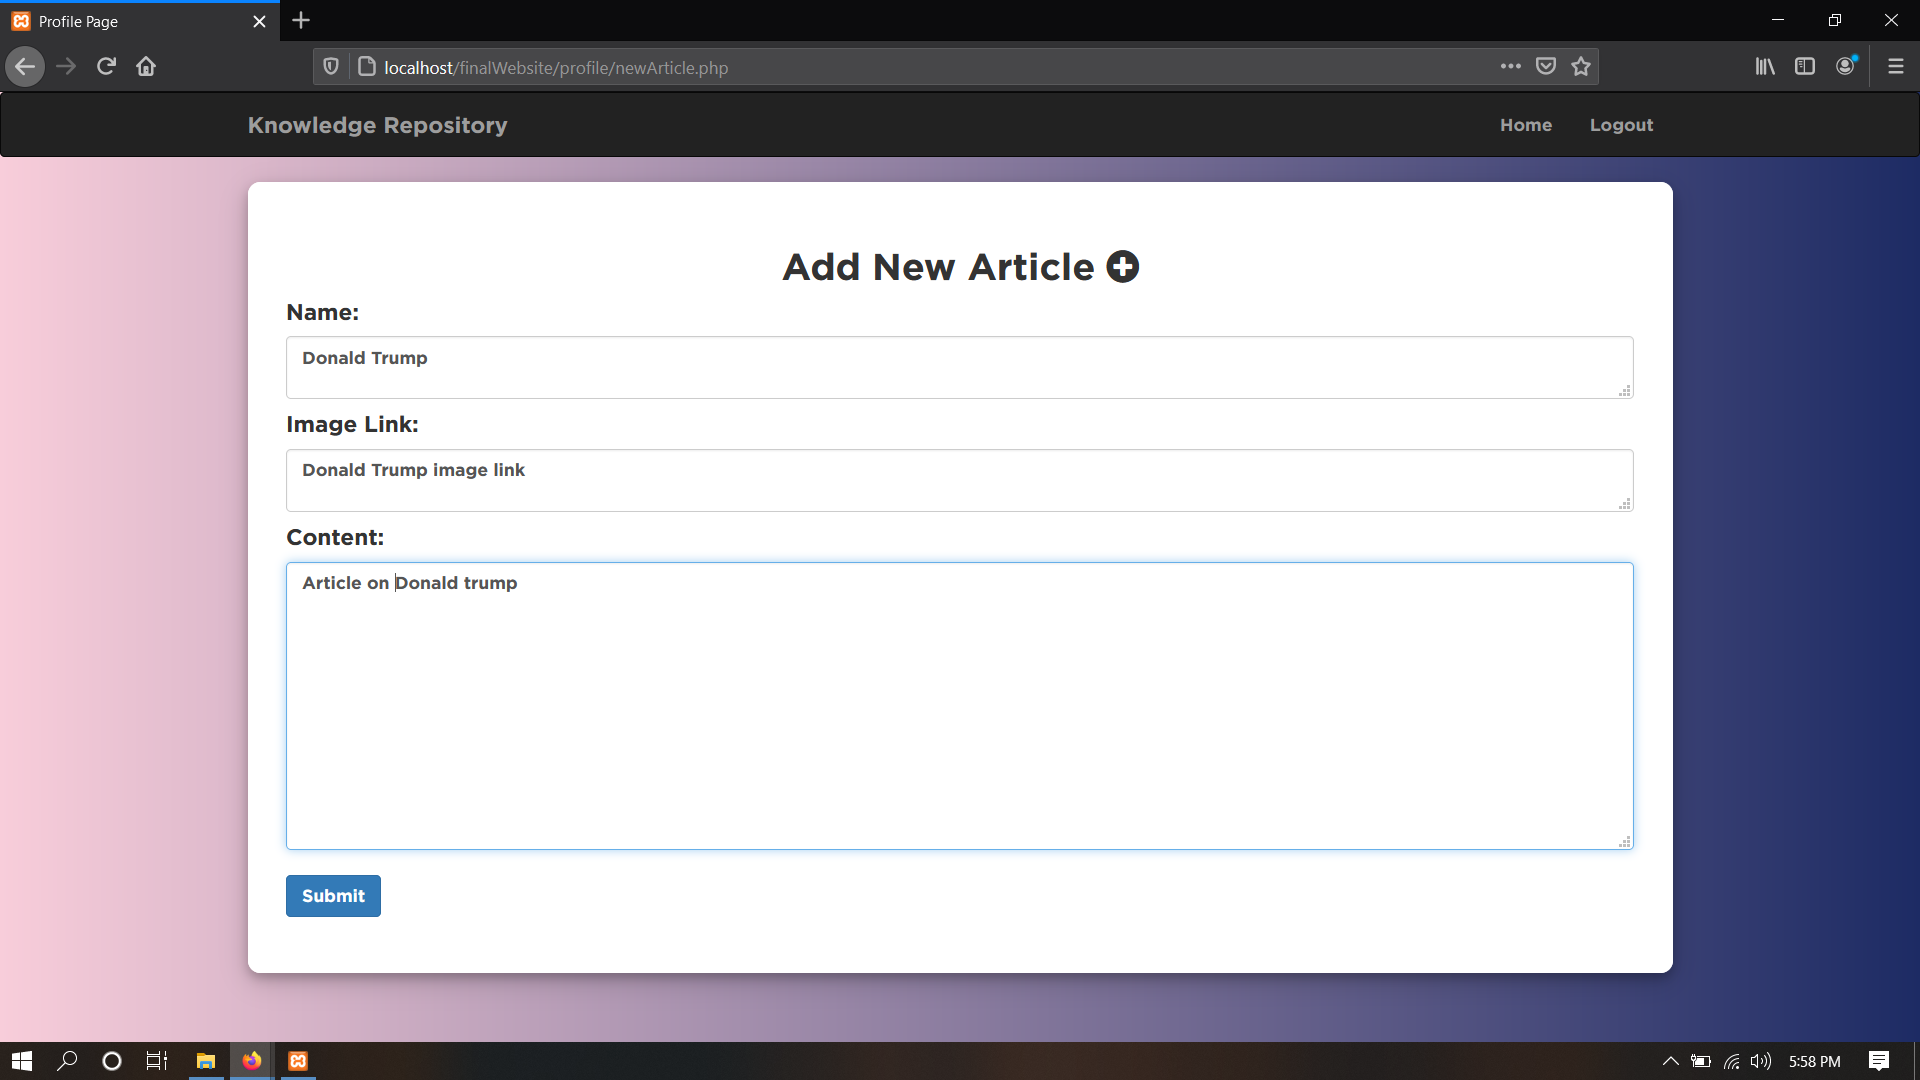 Profile Page
localhost/finalWebsite/profile/newArticle.php
Knowledge Repository
Home
Logout
Add New Article
Name:
Donald Trump
Image Link:
Donald Trump image link
Content:
Article on Donald trump
Submit
5:58 PM